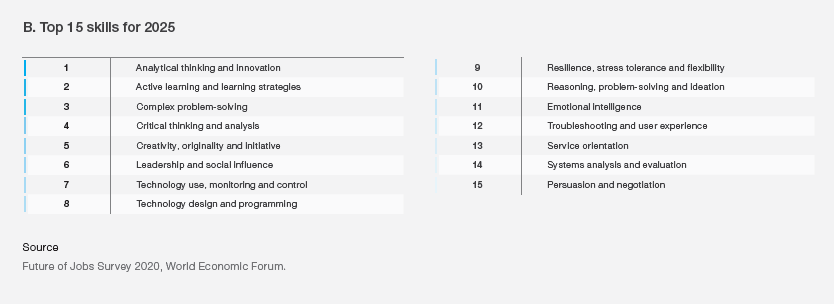 B. Top 15 skills for 2025
1 Analytical thinking and innovation
2 Active learning and learning strategies
3 Complex problem-solving
4 Critical thinking and analysis
5 Creativity, originality and initiative
6 Leadership and social influence
7 Technology use, monitoring and control
8 Technology design and programming
9 Resilience, stress tolerance and flexibility
10 Reasoning, problem-solving and ideation
11 Emotional intelligence
12 Troubleshooting and user experience
13 Service orientation
14 Systems analysis and evaluation
15 Persuasion and negotiation
Source
Future of Jobs Survey 2020, World Economic Forum.